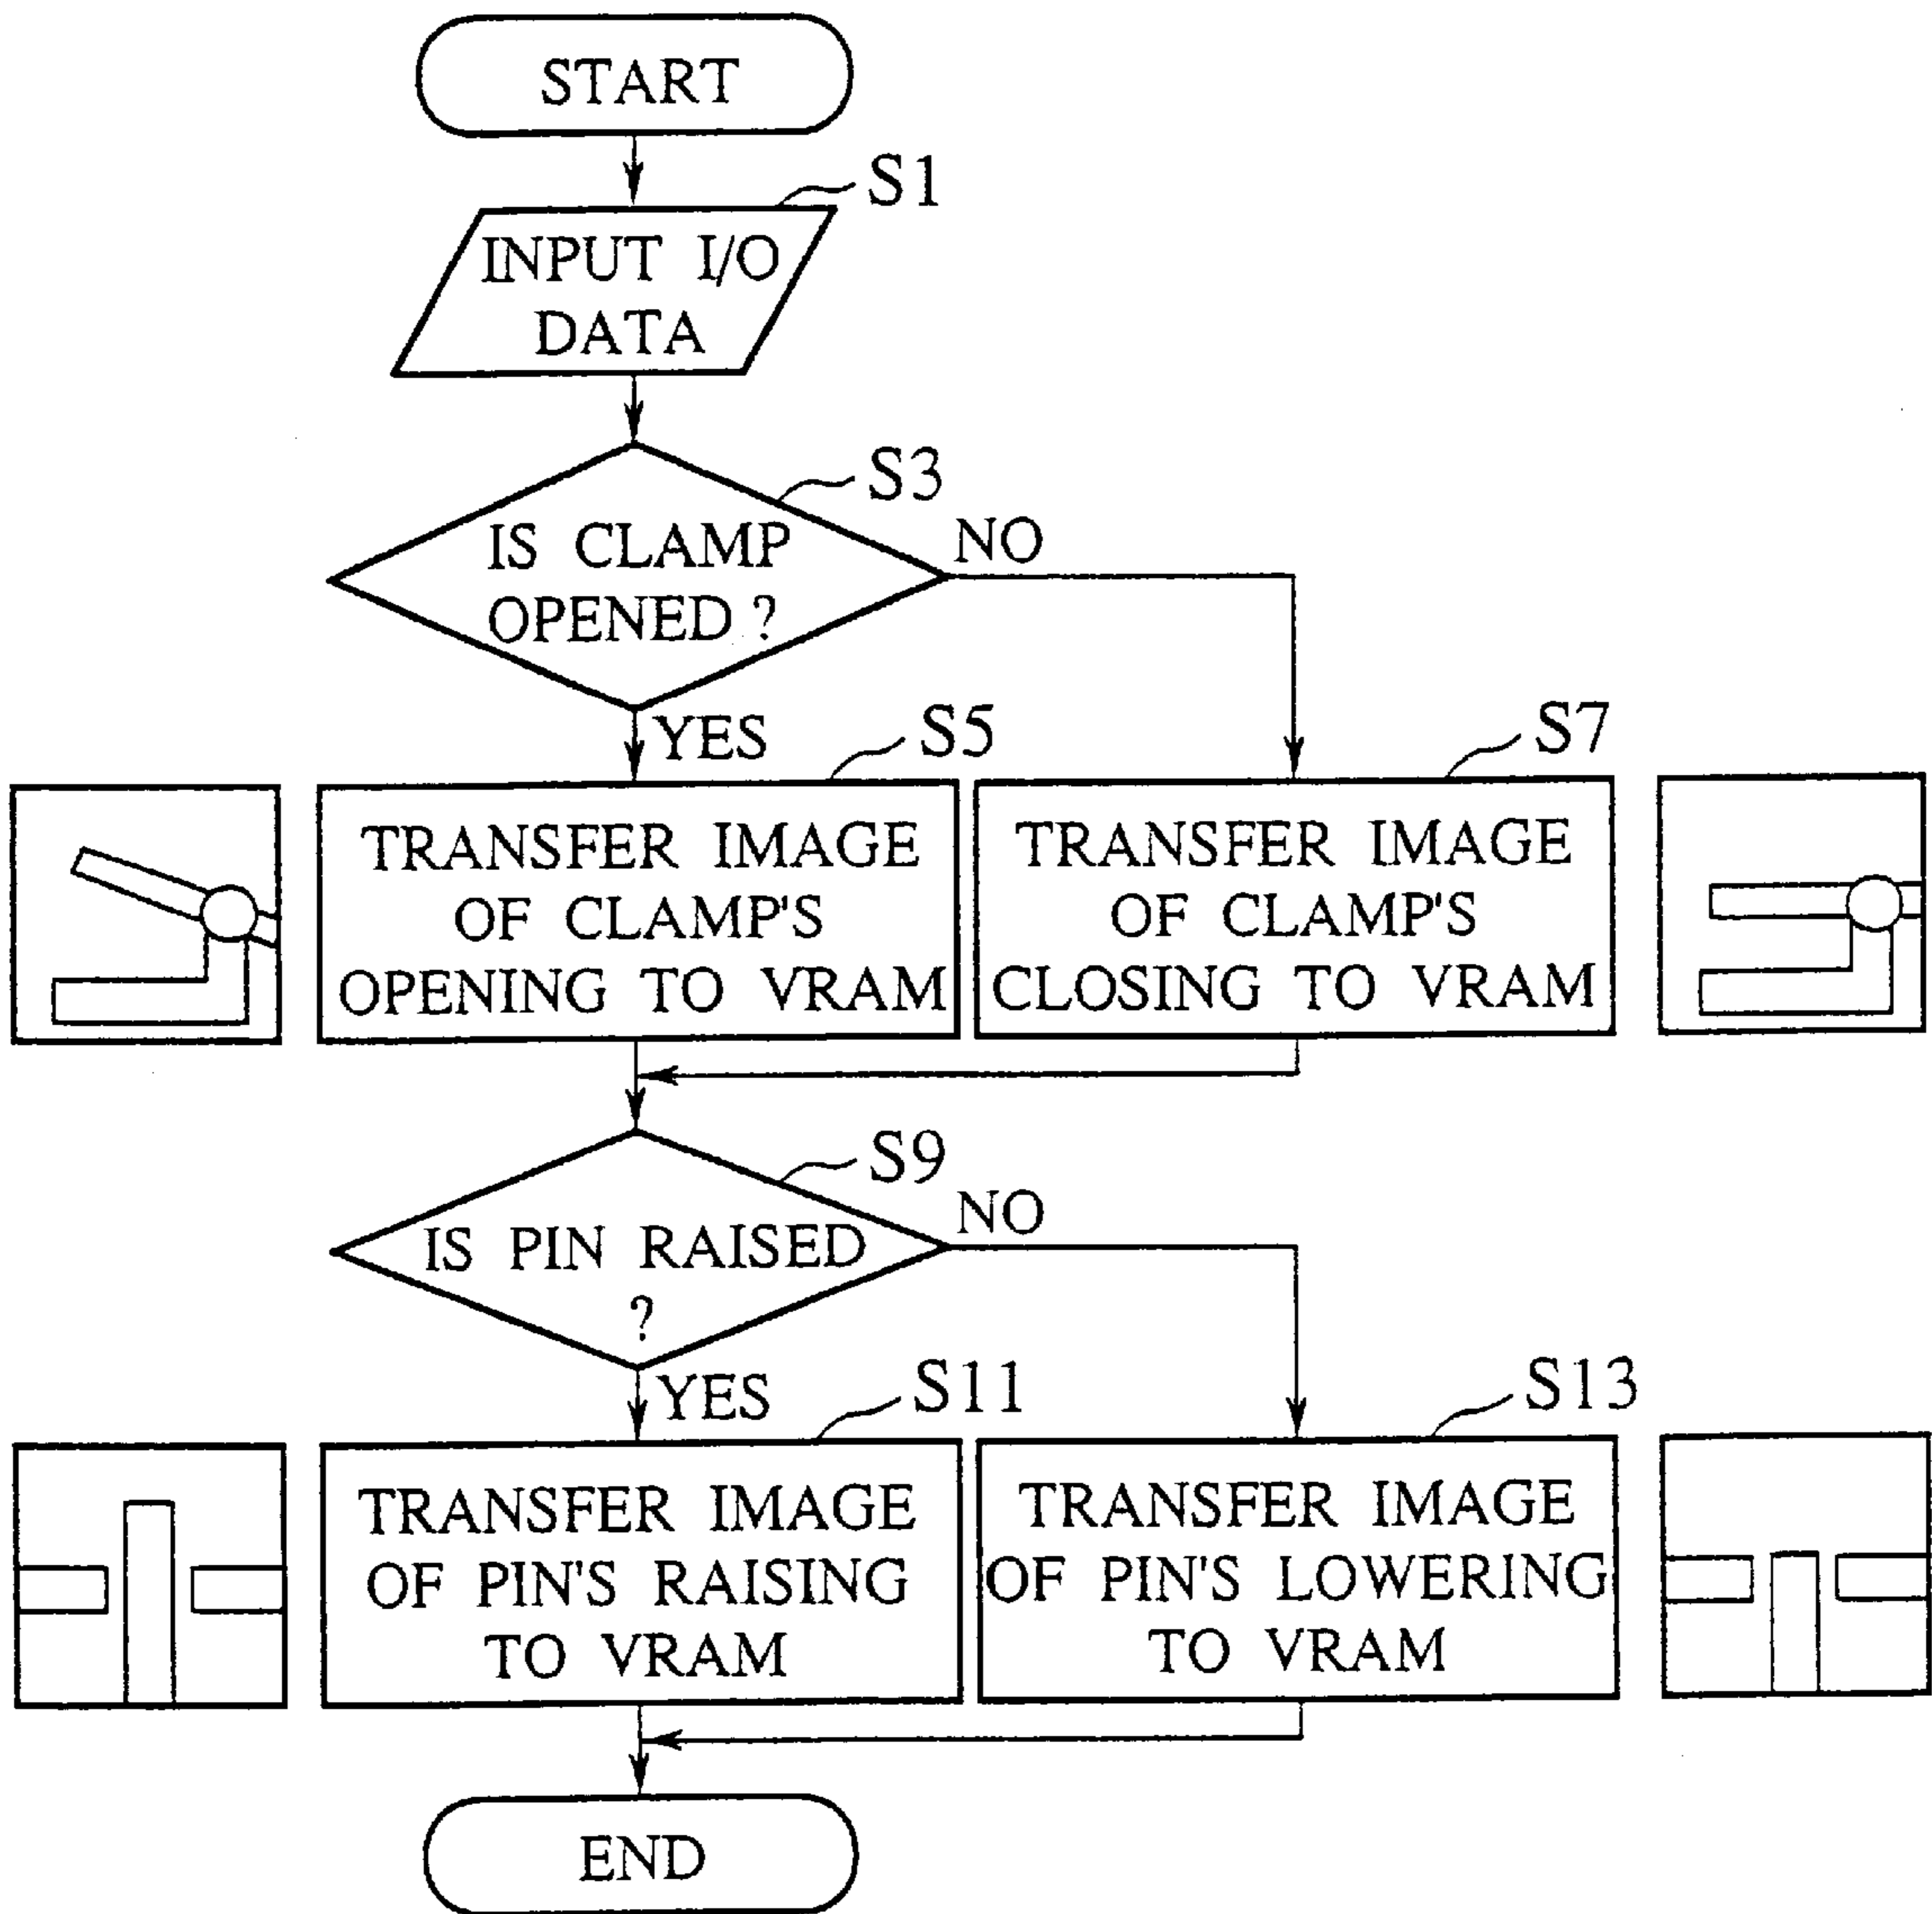 START
S1
INPUT I/O
DATA
S3
IS CLAMP
OPENED ?
NO
YES
S5
S7
TRANSFER IMAGE
OF CLAMP'S
OPENING TO VRAM
TRANSFER IMAGE
OF CLAMP'S
CLOSING TO VRAM
S9
IS PIN RAISED
?
NO
YES
S11
S13
TRANSFER IMAGE
OF PIN'S RAISING
TO VRAM
TRANSFER IMAGE
OF PIN'S LOWERING
TO VRAM
END